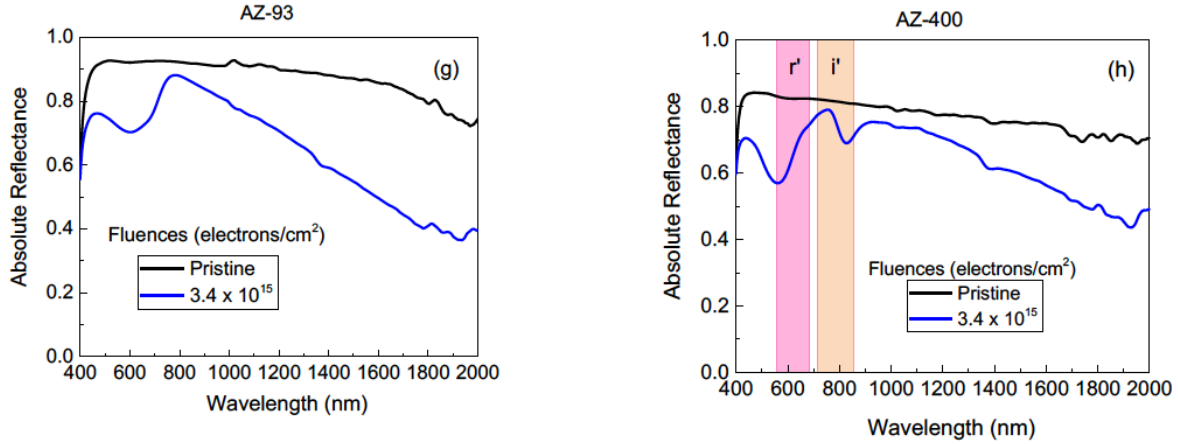 AZ-93
1.0
0.8
0.6
0.4
0.2
0.0
Absolute Reflectance
(g)
Fluences (electrons/cm²)
Pristine
3.4 x 10¹⁵
400 600 800 1000 1200 1400 1600 1800 2000
Wavelength (nm)
AZ-400
1.0
0.8
0.6
0.4
0.2
0.0
Absolute Reflectance
r' i' (h)
Fluences (electrons/cm²)
Pristine
3.4 x 10¹⁵
400 600 800 1000 1200 1400 1600 1800 2000
Wavelength (nm)